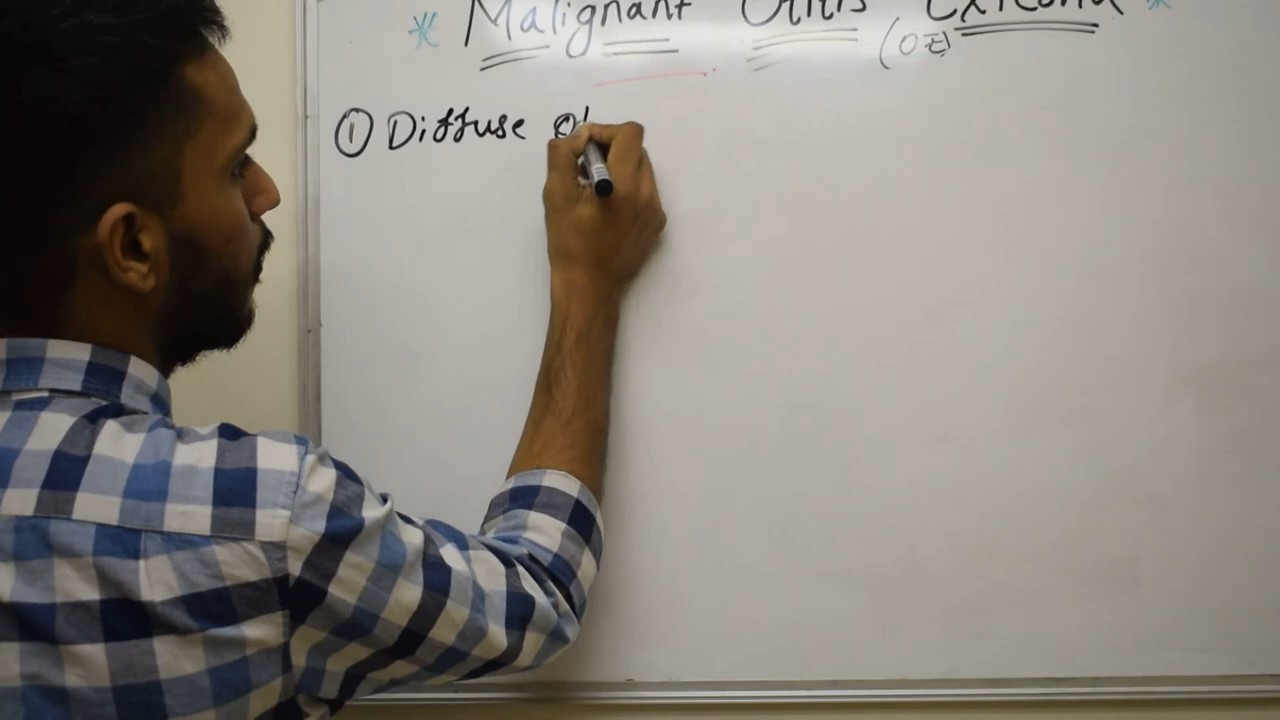 * Malignant Otitis Externa *
(OE)
① Diffuse